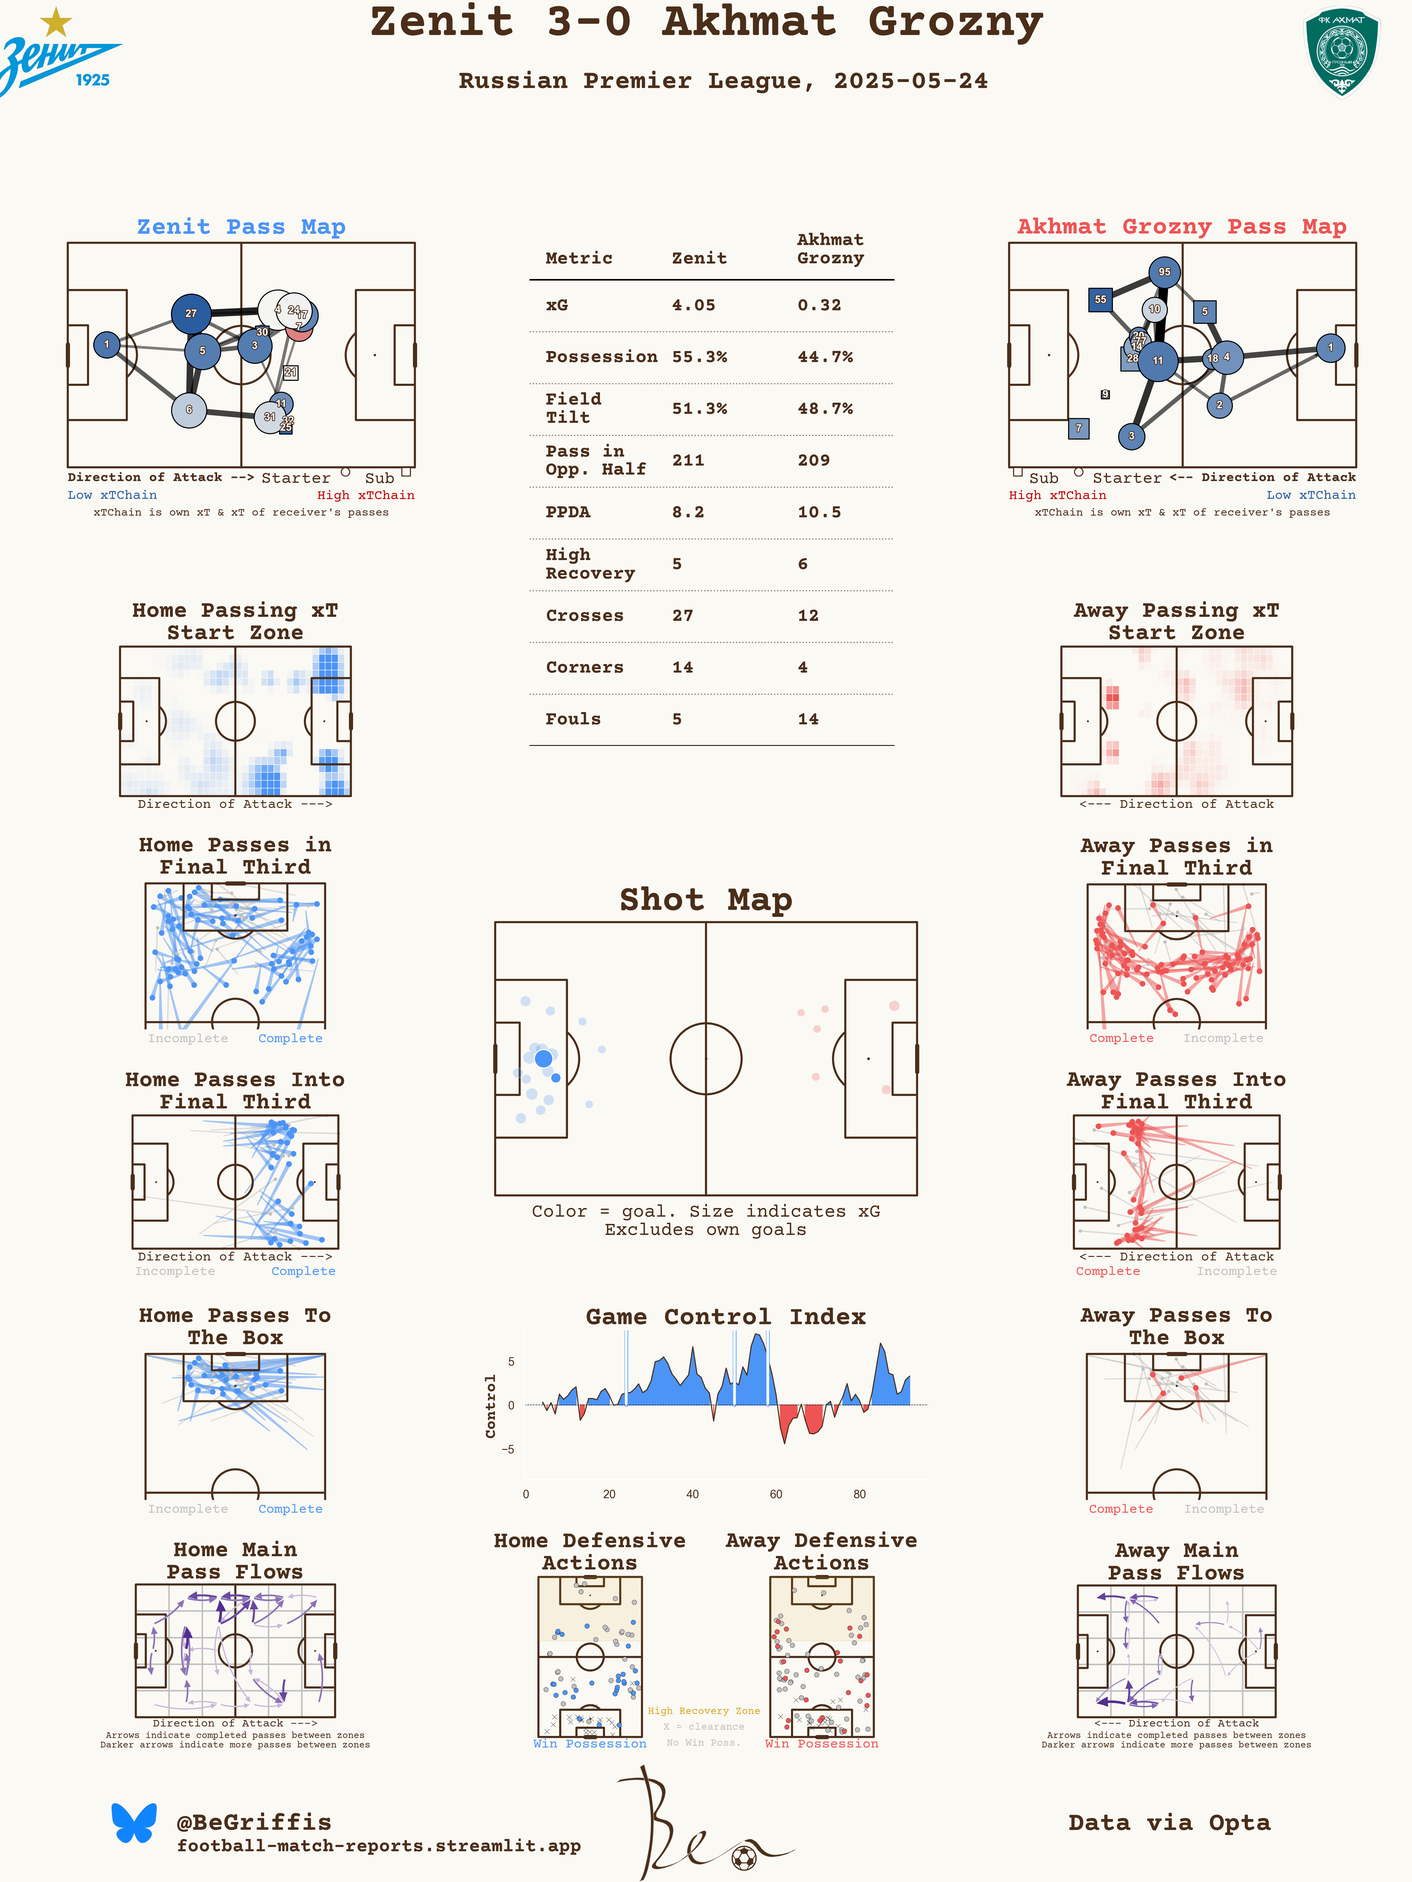 Zenit 3-0 Akhmat Grozny
Russian Premier League, 2025-05-24
Зенит
1925
ФК АХМАТ
ГРОЗНЫЙ
Zenit Pass Map
27
4
24
17
7
30
1
5
3
21
6
11
31
32
25
Direction of Attack --> Starter Sub
Low xTChain High xTChain
xTChain is own xT & xT of receiver's passes
Metric Zenit Akhmat
Grozny
xG 4.05 0.32
Possession 55.3% 44.7%
Field
Tilt 51.3% 48.7%
Pass in
Opp. Half 211 209
PPDA 8.2 10.5
High
Recovery 5 6
Crosses 27 12
Corners 14 4
Fouls 5 14
Akhmat Grozny Pass Map
95
55
10
5
20
77
14
28
11
18
4
1
9
2
7
3
Sub Starter <-- Direction of Attack
High xTChain Low xTChain
xTChain is own xT & xT of receiver's passes
Home Passing xT
Start Zone
Direction of Attack --->
Away Passing xT
Start Zone
<--- Direction of Attack
Home Passes in
Final Third
Incomplete Complete
Away Passes in
Final Third
Complete Incomplete
Shot Map
Color = goal. Size indicates xG
Excludes own goals
Home Passes Into
Final Third
Direction of Attack --->
Incomplete Complete
Away Passes Into
Final Third
<--- Direction of Attack
Complete Incomplete
Home Passes To
The Box
Incomplete Complete
Game Control Index
Control
5
0
−5
0 20 40 60 80
Away Passes To
The Box
Complete Incomplete
Home Main
Pass Flows
Direction of Attack --->
Arrows indicate completed passes between zones
Darker arrows indicate more passes between zones
Home Defensive
Actions
Win Possession
Away Defensive
Actions
Win Possession
High Recovery Zone
X = clearance
No Win Poss.
Away Main
Pass Flows
<--- Direction of Attack
Arrows indicate completed passes between zones
Darker arrows indicate more passes between zones
@BeGriffis
football-match-reports.streamlit.app
Ben
Data via Opta